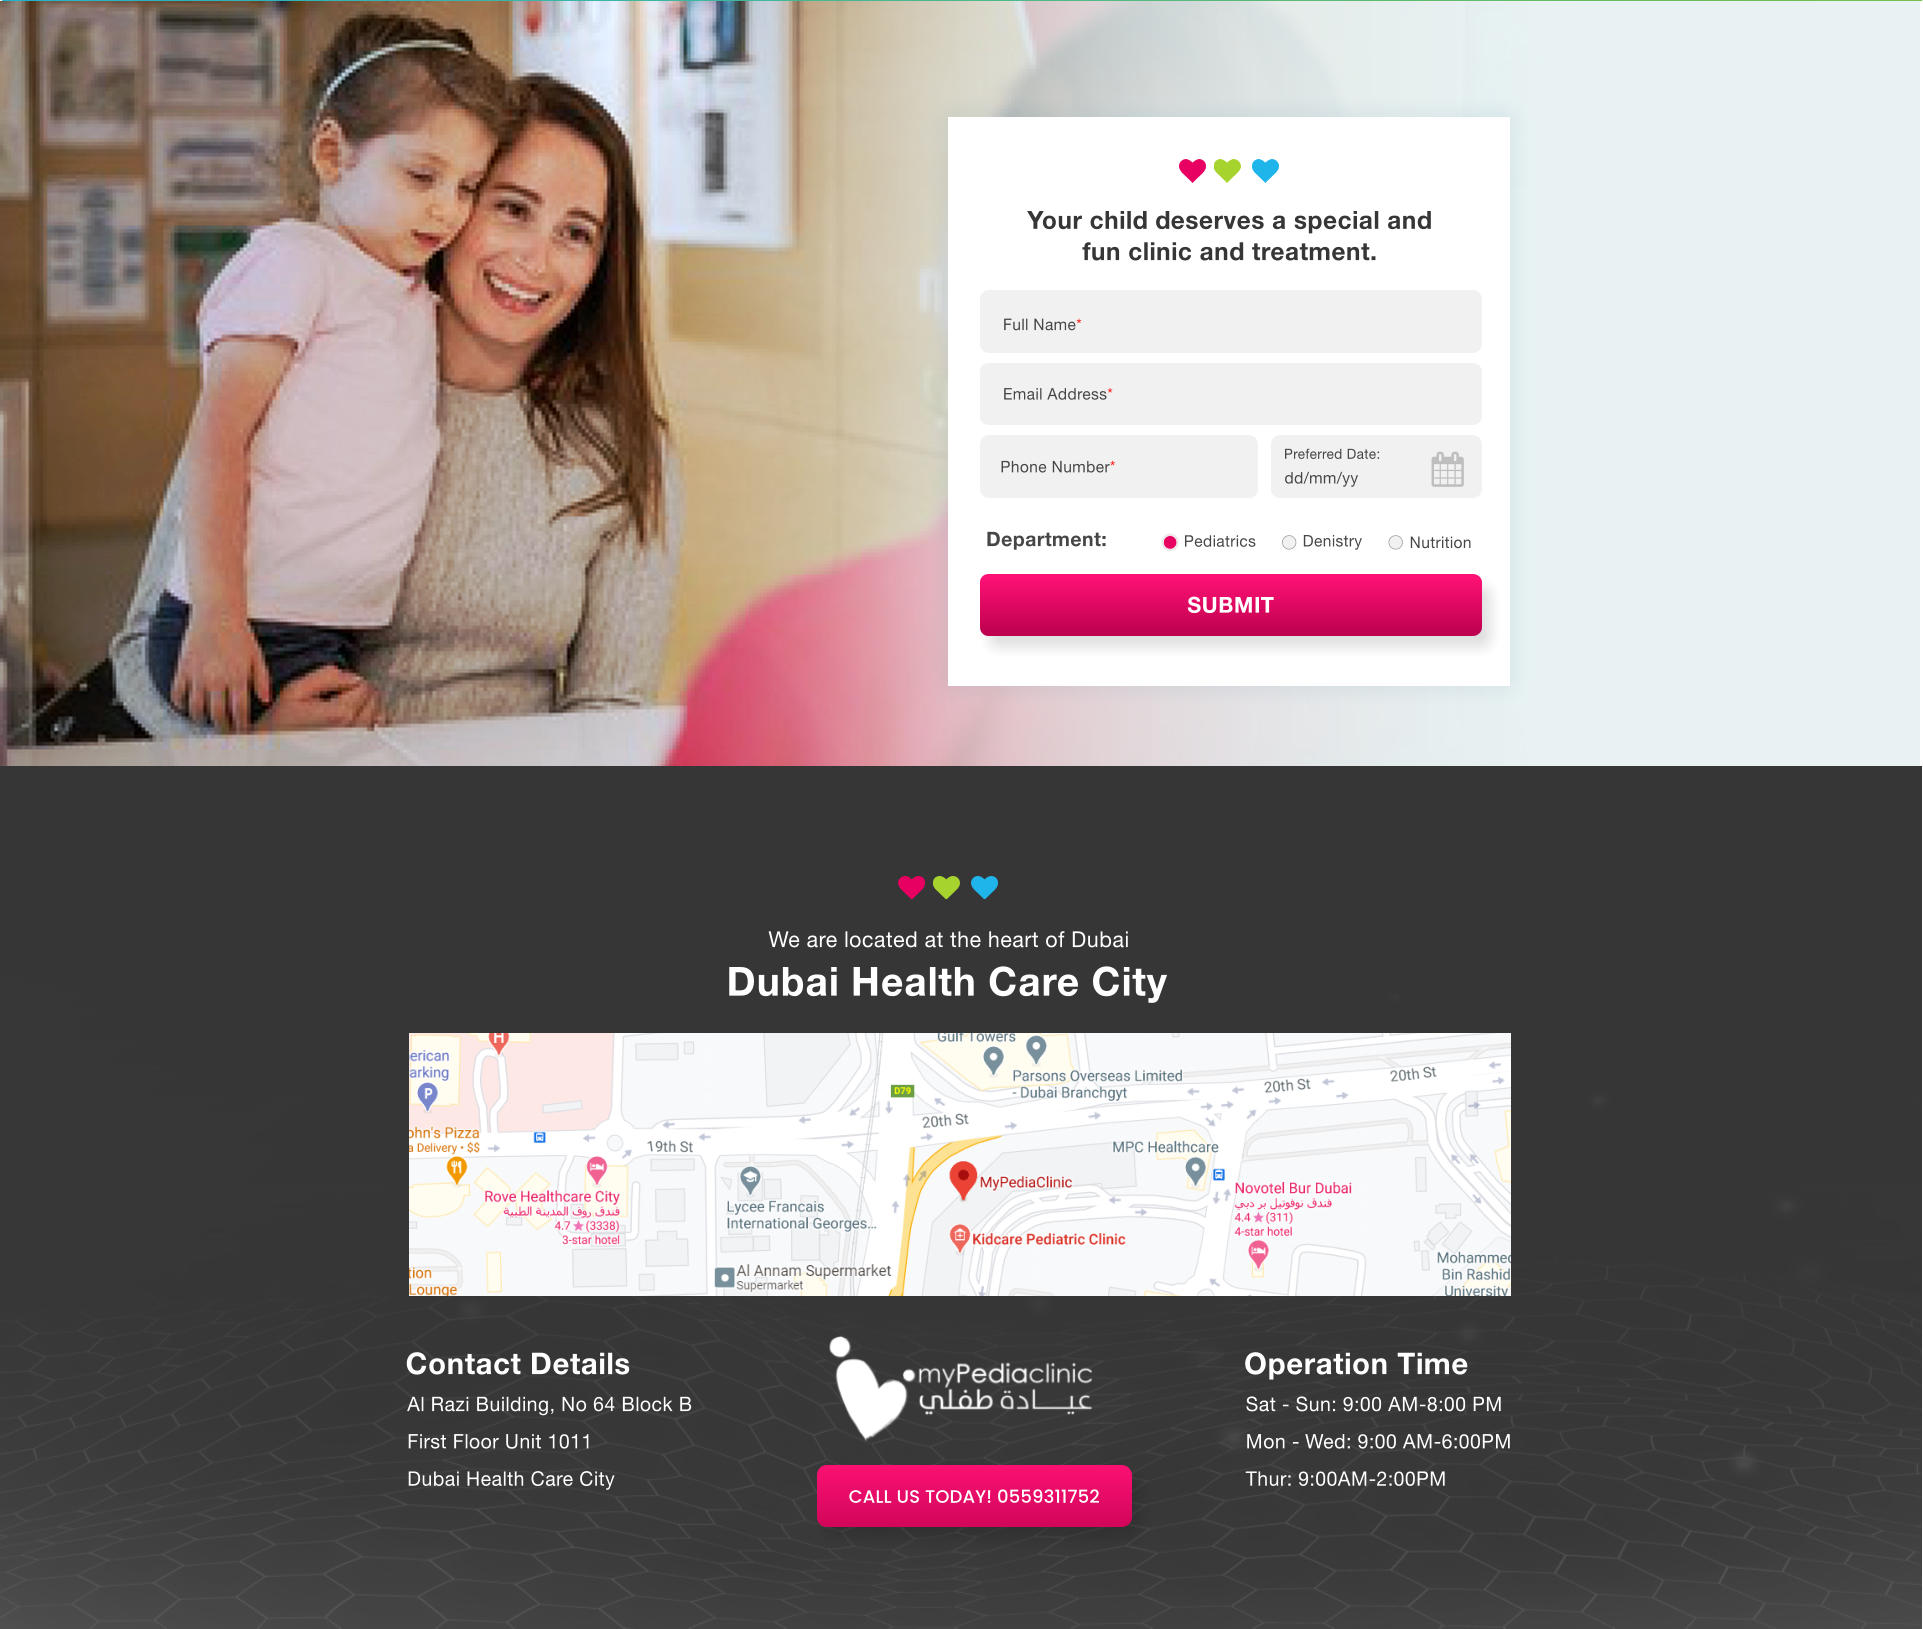 Your child deserves a special and
fun clinic and treatment.
Full Name*
Email Address*
Phone Number*
Preferred Date:
dd/mm/yy
Department:
Pediatrics
Denistry
Nutrition
SUBMIT
We are located at the heart of Dubai
Dubai Health Care City
H
Gulf Towers
erican
arking
P
Parsons Overseas Limited
- Dubai Branchgyt
D79
20th St
20th St
20th St
19th St
ohn's Pizza
a Delivery • $$
MPC Healthcare
MyPediaClinic
Rove Healthcare City
فندق روف المدينة الطبية
4.7 ★ (3338)
3-star hotel
Lycee Francais
International Georges...
Novotel Bur Dubai
فندق نوفوتيل بر دبي
4.4 ★ (311)
4-star hotel
Kidcare Pediatric Clinic
Al Annam Supermarket
Supermarket
Mohammed
Bin Rashid
University
tion
Lounge
Contact Details
Al Razi Building, No 64 Block B
First Floor Unit 1011
Dubai Health Care City
myPediaclinic
عيادة طفلي
CALL US TODAY! 0559311752
Operation Time
Sat - Sun: 9:00 AM-8:00 PM
Mon - Wed: 9:00 AM-6:00PM
Thur: 9:00AM-2:00PM